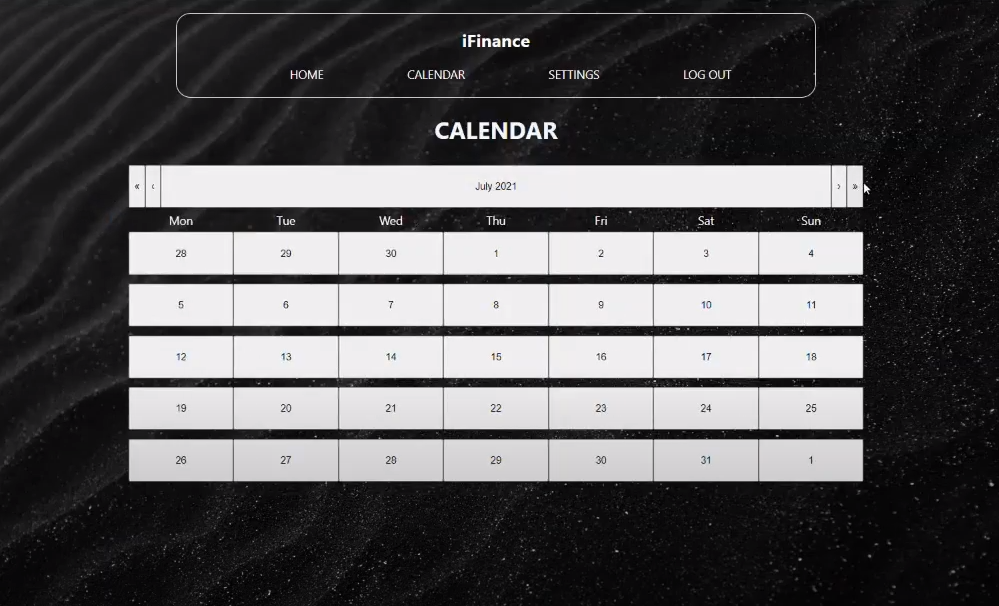 iFinance
HOME CALENDAR SETTINGS LOG OUT
CALENDAR
« ‹ July 2021 › »
Mon Tue Wed Thu Fri Sat Sun
28 29 30 1 2 3 4
5 6 7 8 9 10 11
12 13 14 15 16 17 18
19 20 21 22 23 24 25
26 27 28 29 30 31 1